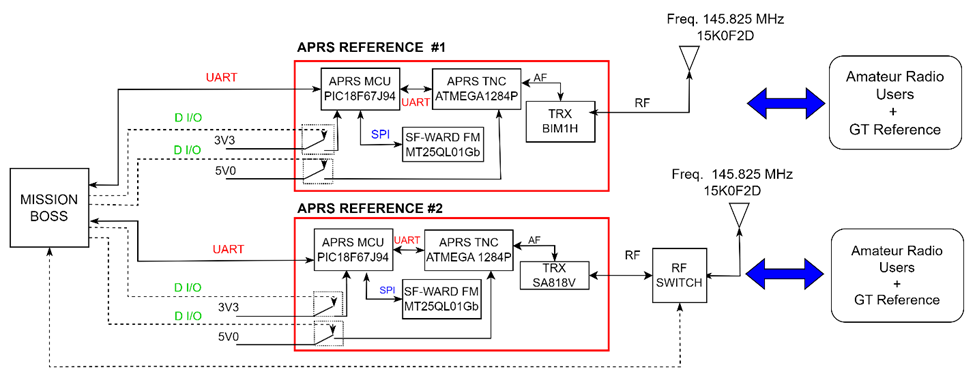 Freq. 145.825 MHz
15K0F2D
APRS REFERENCE #1
UART
APRS MCU
PIC18F67J94
UART
APRS TNC
ATMEGA1284P
AF
TRX
BIM1H
RF
Amateur Radio
Users
+
GT Reference
D I/O
3V3
D I/O
5V0
SPI
SF-WARD FM
MT25QL01Gb
MISSION
BOSS
Freq. 145.825 MHz
15K0F2D
APRS REFERENCE #2
UART
APRS MCU
PIC18F67J94
UART
APRS TNC
ATMEGA 1284P
AF
TRX
SA818V
RF
RF
SWITCH
Amateur Radio
Users
+
GT Reference
D I/O
3V3
D I/O
5V0
SPI
SF-WARD FM
MT25QL01Gb